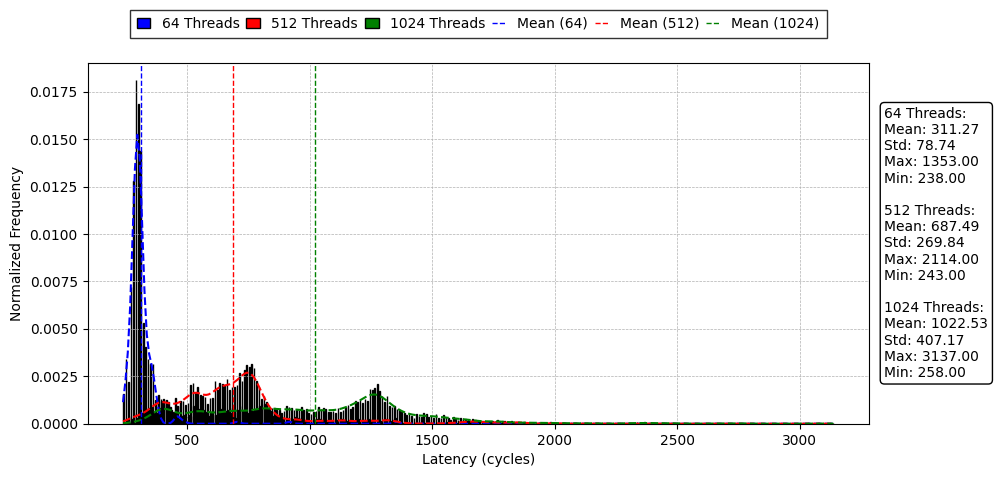 64 Threads 512 Threads 1024 Threads Mean (64) Mean (512) Mean (1024)
0.0175
0.0150
0.0125
0.0100
0.0075
0.0050
0.0025
0.0000
Normalized Frequency
500 1000 1500 2000 2500 3000
Latency (cycles)
64 Threads:
Mean: 311.27
Std: 78.74
Max: 1353.00
Min: 238.00
512 Threads:
Mean: 687.49
Std: 269.84
Max: 2114.00
Min: 243.00
1024 Threads:
Mean: 1022.53
Std: 407.17
Max: 3137.00
Min: 258.00